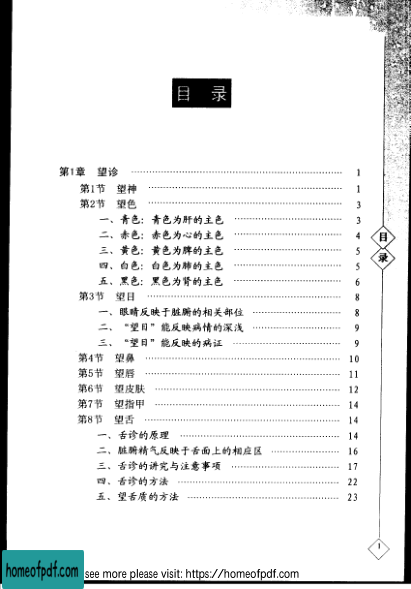 目 录
第1章 望诊 1
第1节 望神 1
第2节 望色 3
一、青色：青色为肝的主色 3
二、赤色：赤色为心的主色 4
三、黄色：黄色为脾的主色 5
四、白色：白色为肺的主色 5
五、黑色：黑色为肾的主色 6
第3节 望目 8
一、眼睛反映于脏腑的相关部位 8
二、“望目”能反映病情的深浅 9
三、“望目”能反映的病证 9
第4节 望鼻 10
第5节 望唇 11
第6节 望皮肤 12
第7节 望指甲 14
第8节 望舌 14
一、舌诊的原理 14
二、脏腑精气反映于舌面上的相应区 16
三、舌诊的讲究与注意事项 17
四、舌诊的方法 22
五、望舌质的方法 23
目
录
1
homeofpdf.com
see more please visit: https://homeofpdf.com